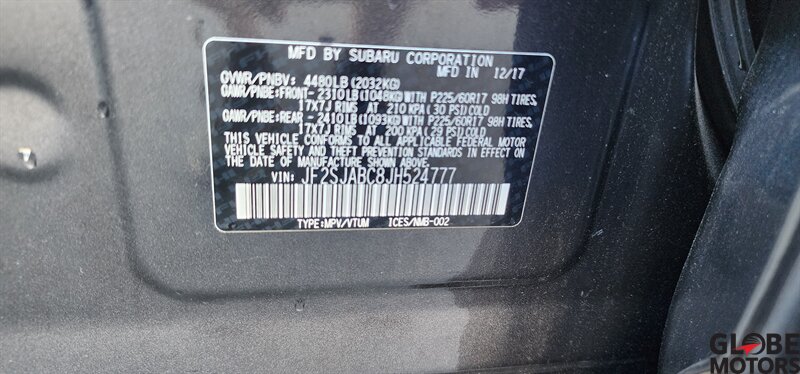 MFD BY SUBARU CORPORATION
MFD IN 12/17
GVWR/PNBV: 4480LB(2032KG)
GAWR/PNBE:FRONT-2310LB(1048KG)WITH P225/60R17 98H TIRES,
17X7J RIMS AT 210KPA(30 PSI)COLD
GAWR/PNBE:REAR -2410LB(1093KG)WITH P225/60R17 98H TIRES,
17X7J RIMS AT 200KPA(29 PSI)COLD
THIS VEHICLE CONFORMS TO ALL APPLICABLE FEDERAL MOTOR
VEHICLE SAFETY AND THEFT PREVENTION STANDARDS IN EFFECT ON THE DATE
OF MANUFACTURE SHOWN ABOVE.
VIN: JF2SJABC8JH524777
TYPE:MPV/VTUM ICES/NMB-002
GLOBE
MOTORS